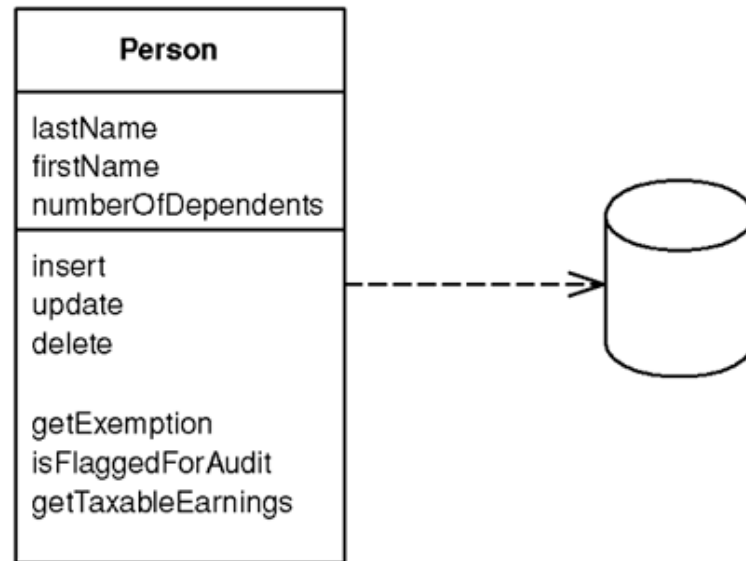 Person
lastName
firstName
numberOfDependents
insert
update
delete
getExemption
isFlaggedForAudit
getTaxableEarnings